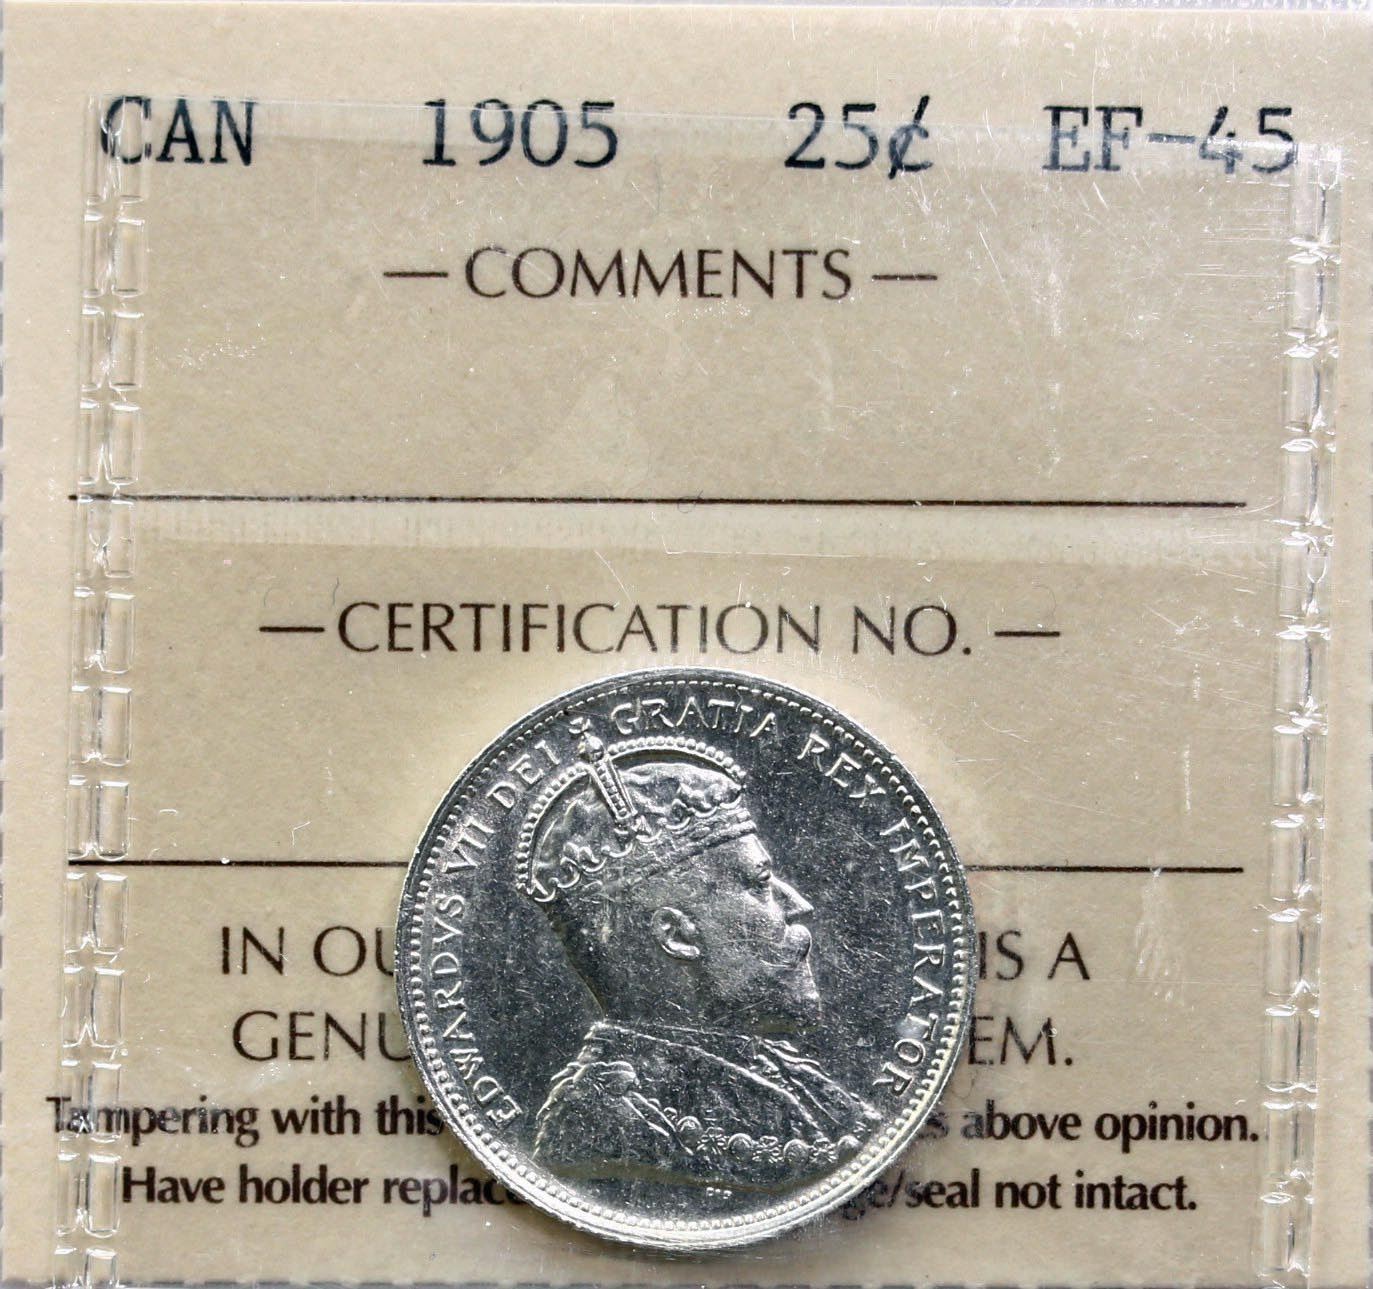 CAN 1905 25¢ EF-45
— COMMENTS —
— CERTIFICATION NO. —
EDWARDVS VII DEI GRATIA REX IMPERATOR
IN OU IS A
GENU EM.
Tampering with this above opinion.
Have holder replac ge/seal not intact.